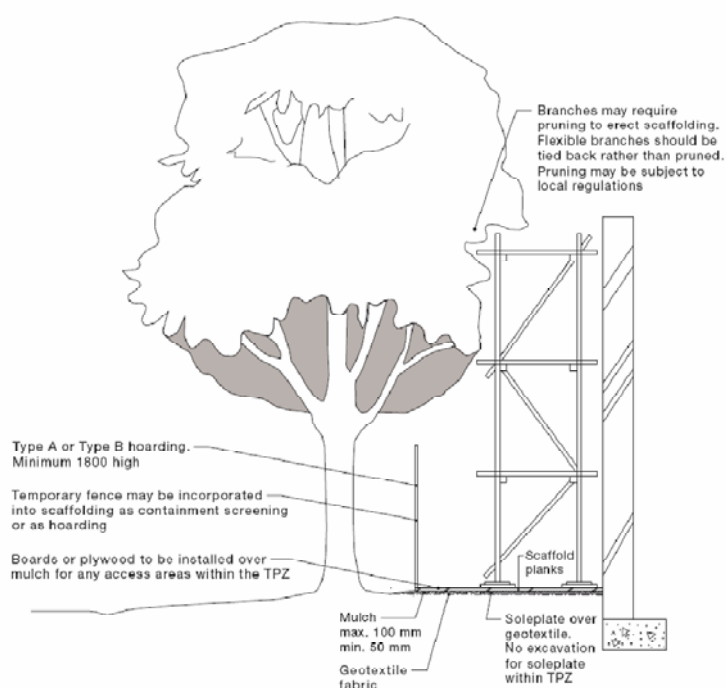 Branches may require
pruning to erect scaffolding.
Flexible branches should be
tied back rather than pruned.
Pruning may be subject to
local regulations
Type A or Type B hoarding.
Minimum 1800 high
Temporary fence may be incorporated
into scaffolding as containment screening
or as hoarding
Boards or plywood to be installed over
mulch for any access areas within the TPZ
Scaffold
planks
Mulch
max. 100 mm
min. 50 mm
Geotextile
fabric
Soleplate over
geotextile.
No excavation
for soleplate
within TPZ